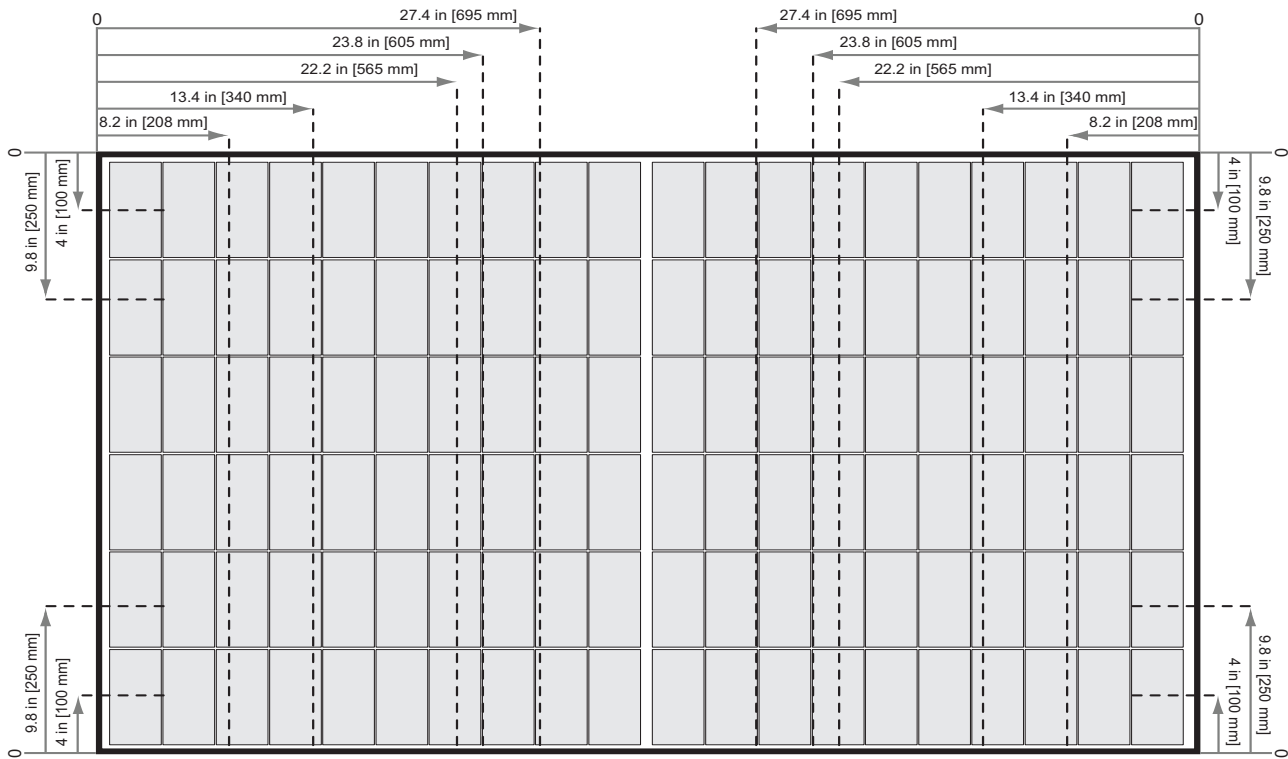 0
27.4 in [695 mm]
27.4 in [695 mm]
0
23.8 in [605 mm]
23.8 in [605 mm]
22.2 in [565 mm]
22.2 in [565 mm]
13.4 in [340 mm]
13.4 in [340 mm]
8.2 in [208 mm]
8.2 in [208 mm]
0
9.8 in [250 mm]
4 in [100 mm]
4 in [100 mm]
9.8 in [250 mm]
0
9.8 in [250 mm]
4 in [100 mm]
4 in [100 mm]
9.8 in [250 mm]
0
0